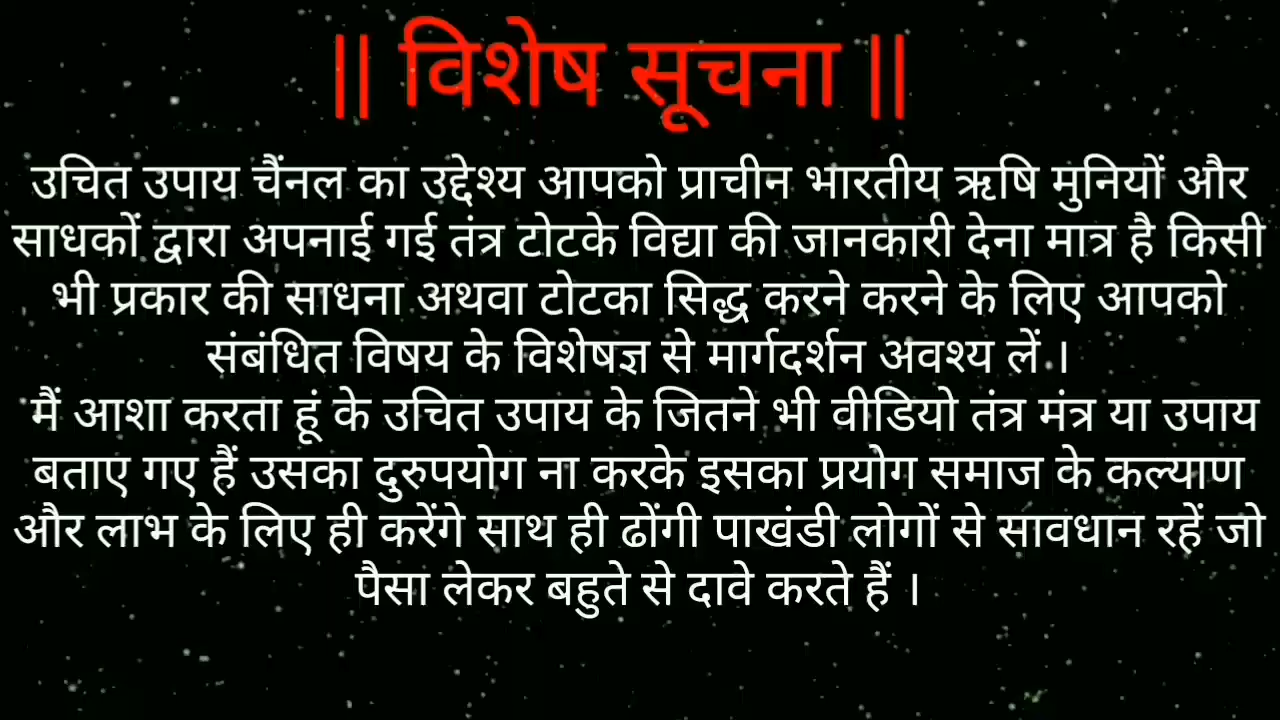 || विशेष सूचना ||
उचित उपाय चैंनल का उद्देश्य आपको प्राचीन भारतीय ऋषि मुनियों और
साधकों द्वारा अपनाई गई तंत्र टोटके विद्या की जानकारी देना मात्र है किसी
भी प्रकार की साधना अथवा टोटका सिद्ध करने करने के लिए आपको
संबंधित विषय के विशेषज्ञ से मार्गदर्शन अवश्य लें ।
मैं आशा करता हूं के उचित उपाय के जितने भी वीडियो तंत्र मंत्र या उपाय
बताए गए हैं उसका दुरुपयोग ना करके इसका प्रयोग समाज के कल्याण
और लाभ के लिए ही करेंगे साथ ही ढोंगी पाखंडी लोगों से सावधान रहें जो
पैसा लेकर बहुते से दावे करते हैं ।